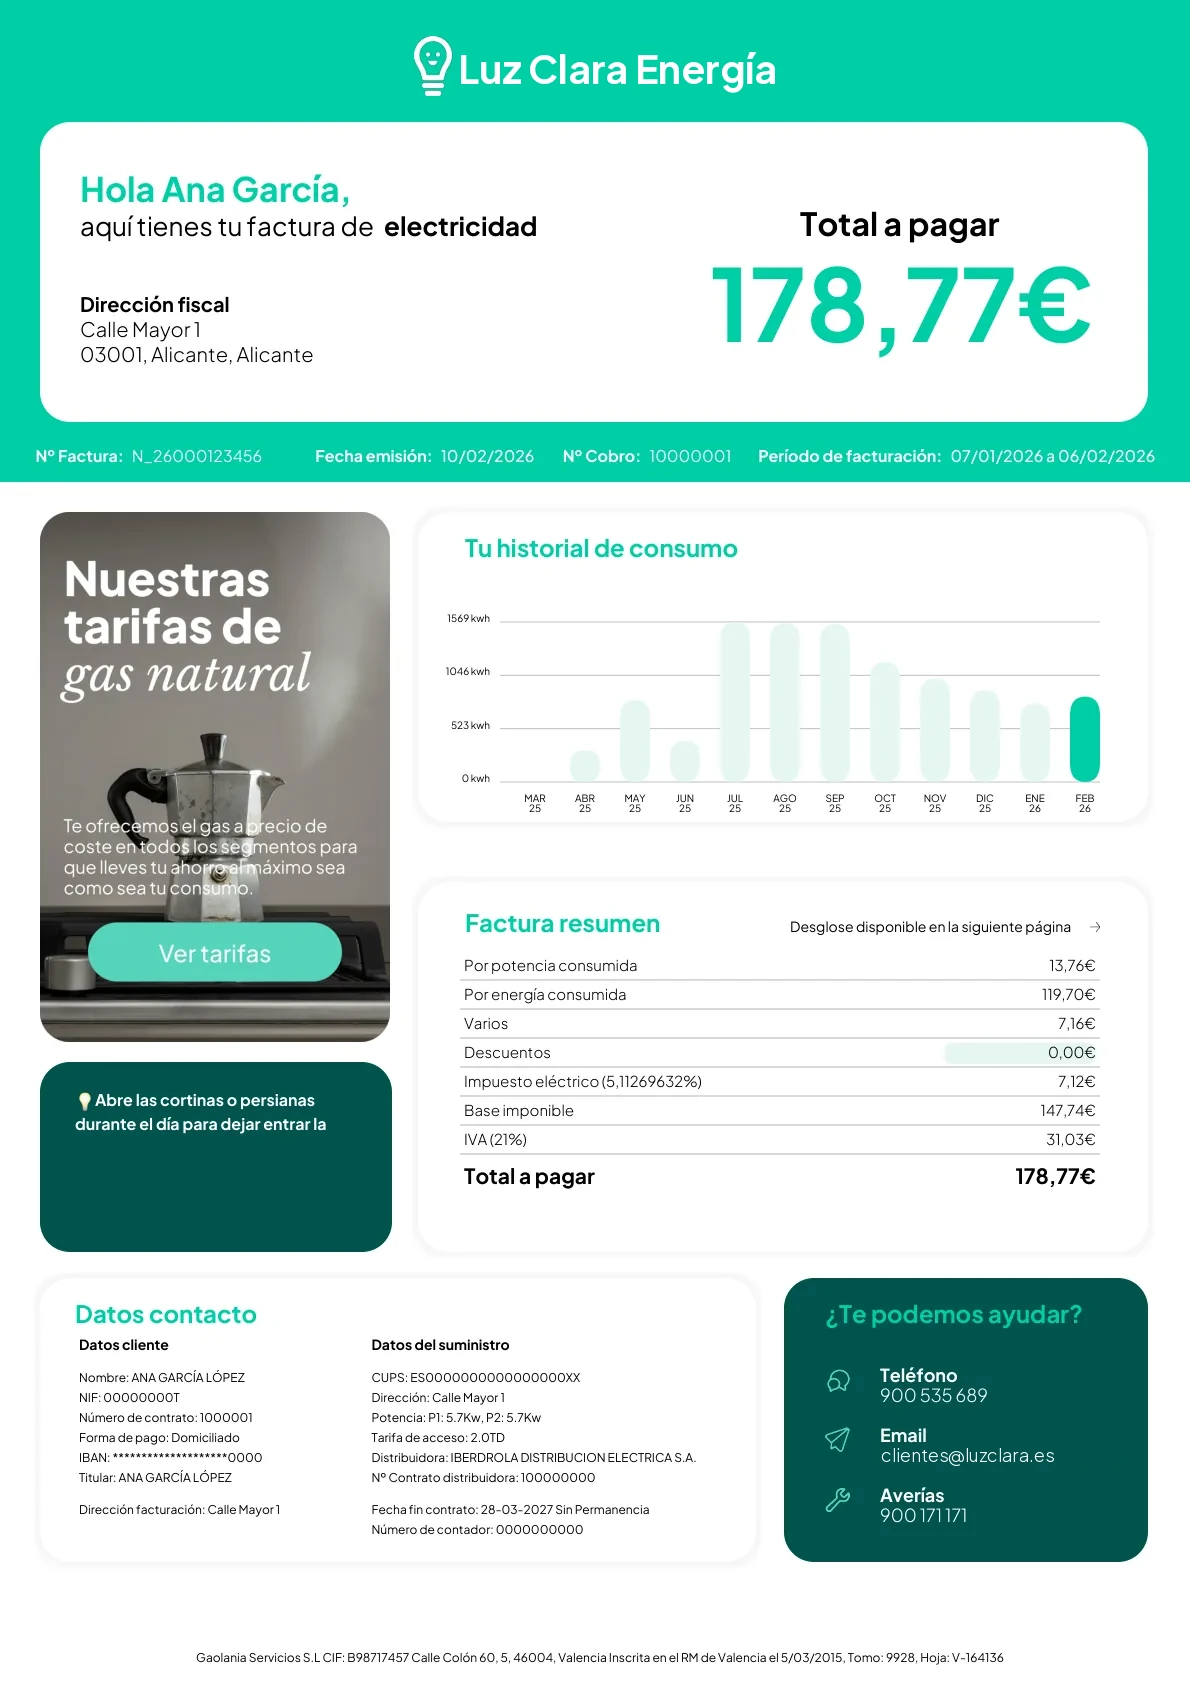 Luz Clara Energía
Hola Ana García,
aquí tienes tu factura de electricidad
Dirección fiscal
Calle Mayor 1
03001, Alicante, Alicante
Total a pagar
178,77€
Nº Factura: N_26000123456 Fecha emisión: 10/02/2026 Nº Cobro: 10000001 Período de facturación: 07/01/2026 a 06/02/2026
Nuestras
tarifas de
gas natural
Te ofrecemos el gas a precio de
coste en todos los segmentos para
que lleves tu ahorro al máximo sea
como sea tu consumo.
Ver tarifas
Abre las cortinas o persianas
durante el día para dejar entrar la
Tu historial de consumo
1569 kwh
1046 kwh
523 kwh
0 kwh
MAR ABR MAY JUN JUL AGO SEP OCT NOV DIC ENE FEB
25 25 25 25 25 25 25 25 25 25 26 26
Factura resumen
Desglose disponible en la siguiente página
Por potencia consumida 13,76€
Por energía consumida 119,70€
Varios 7,16€
Descuentos 0,00€
Impuesto eléctrico (5,11269632%) 7,12€
Base imponible 147,74€
IVA (21%) 31,03€
Total a pagar 178,77€
Datos contacto
Datos cliente
Nombre: ANA GARCÍA LÓPEZ
NIF: 00000000T
Número de contrato: 1000001
Forma de pago: Domiciliado
IBAN: ********************0000
Titular: ANA GARCÍA LÓPEZ
Dirección facturación: Calle Mayor 1
Datos del suministro
CUPS: ES0000000000000000XX
Dirección: Calle Mayor 1
Potencia: P1: 5.7Kw, P2: 5.7Kw
Tarifa de acceso: 2.0TD
Distribuidora: IBERDROLA DISTRIBUCION ELECTRICA S.A.
Nº Contrato distribuidora: 100000000
Fecha fin contrato: 28-03-2027 Sin Permanencia
Número de contador: 0000000000
¿Te podemos ayudar?
Teléfono
900 535 689
Email
clientes@luzclara.es
Averías
900 171 171
Gaolania Servicios S.L CIF: B98717457 Calle Colón 60, 5, 46004, Valencia Inscrita en el RM de Valencia el 5/03/2015, Tomo: 9928, Hoja: V-164136